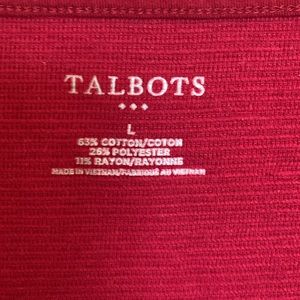 TALBOTS
L
63% COTTON/COTON
26% POLYESTER
11% RAYON/RAYONNE
MADE IN VIETNAM/FABRIQUÉ AU VIETNAM